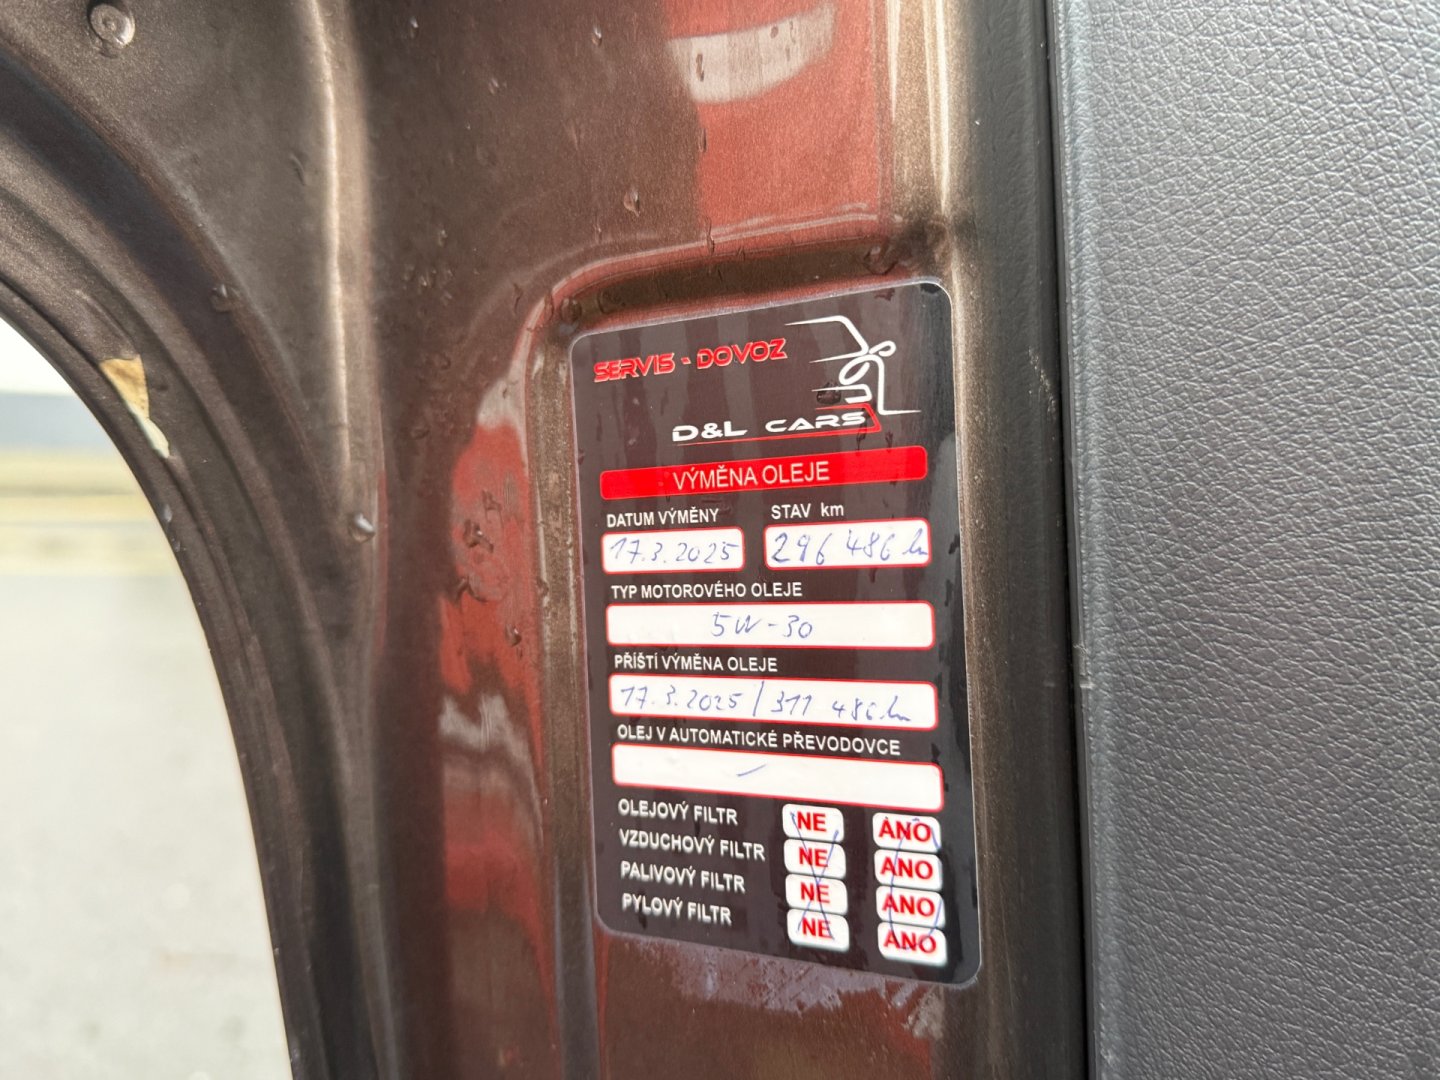 SERVIS - DOVOZ
D&L CARS
VÝMĚNA OLEJE
DATUM VÝMĚNY STAV km
17.3.2025 296 486 km
TYP MOTOROVÉHO OLEJE
5W-30
PŘÍŠTÍ VÝMĚNA OLEJE
17.3.2025 / 311 486 km
OLEJ V AUTOMATICKÉ PŘEVODOVCE
–
OLEJOVÝ FILTR NE ANO
VZDUCHOVÝ FILTR NE ANO
PALIVOVÝ FILTR NE ANO
PYLOVÝ FILTR NE ANO